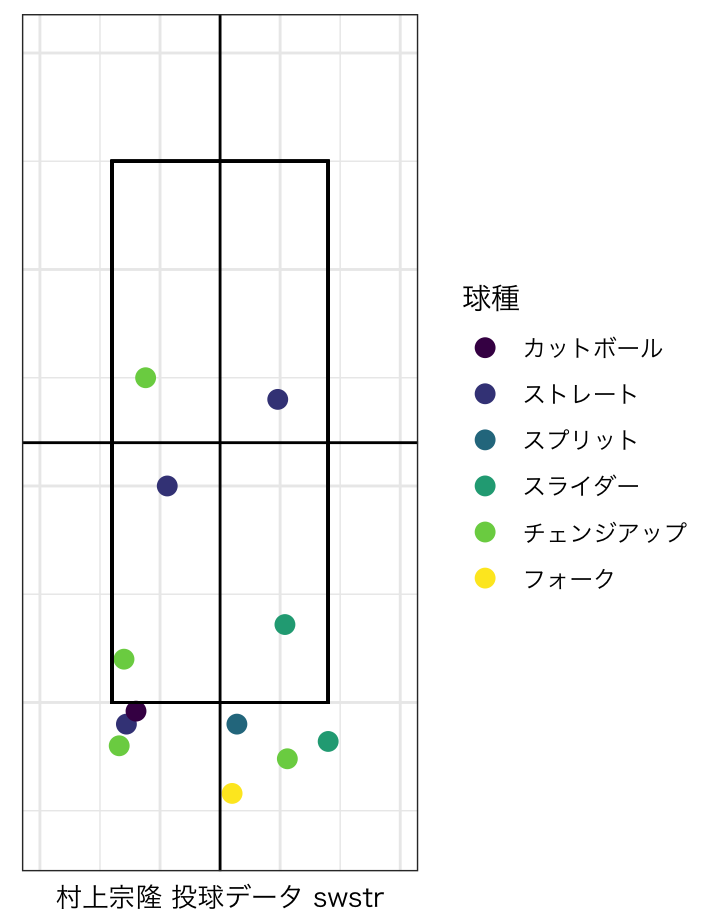 球種
カットボール
ストレート
スプリット
スライダー
チェンジアップ
フォーク
村上宗隆 投球データ swstr